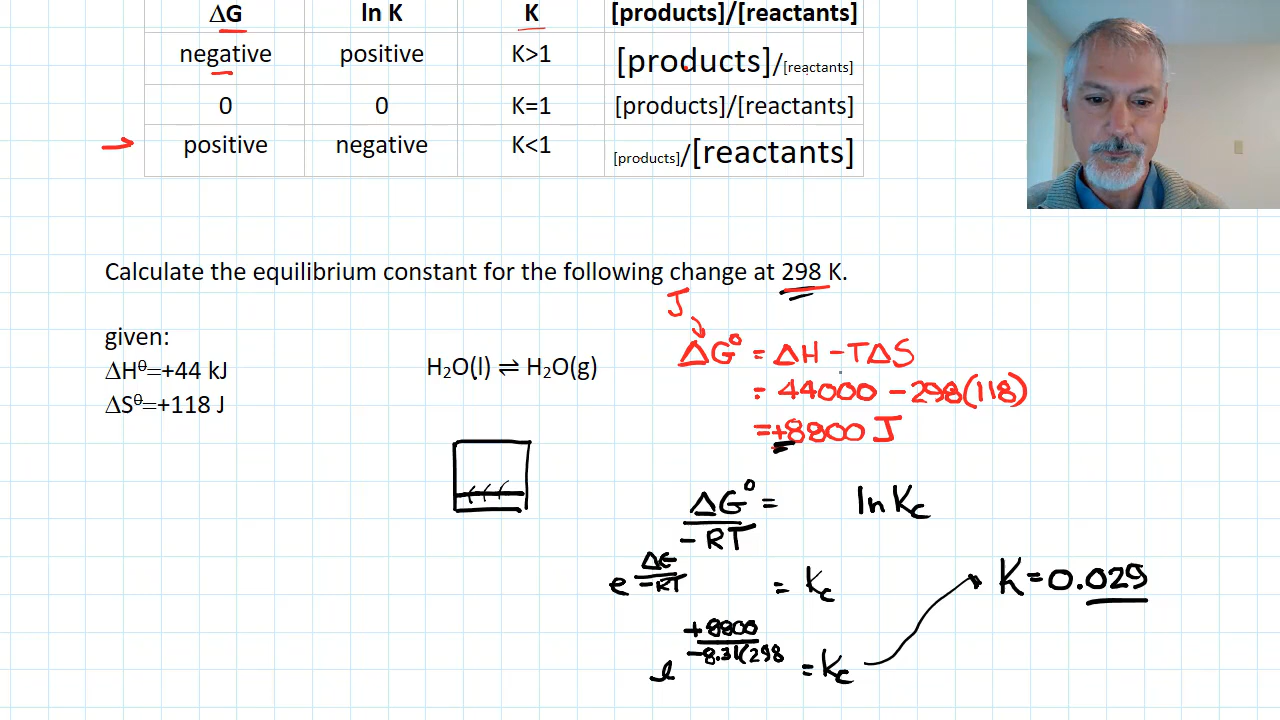 ΔG ln K K [products]/[reactants]
negative positive K>1 [products]/[reactants]
0 0 K=1 [products]/[reactants]
→ positive negative K<1 [products]/[reactants]
Calculate the equilibrium constant for the following change at 298 K.
given:
ΔHᶿ=+44 kJ
ΔSᶿ=+118 J
H₂O(l) ⇌ H₂O(g)
J
ΔG° = ΔH − TΔS
= 44000 − 298(118)
= +8800 J
ΔG°/−RT = ln Kc
e^(ΔG/−RT) = Kc
e^(+8800/−8.31(298) = Kc
K = 0.029